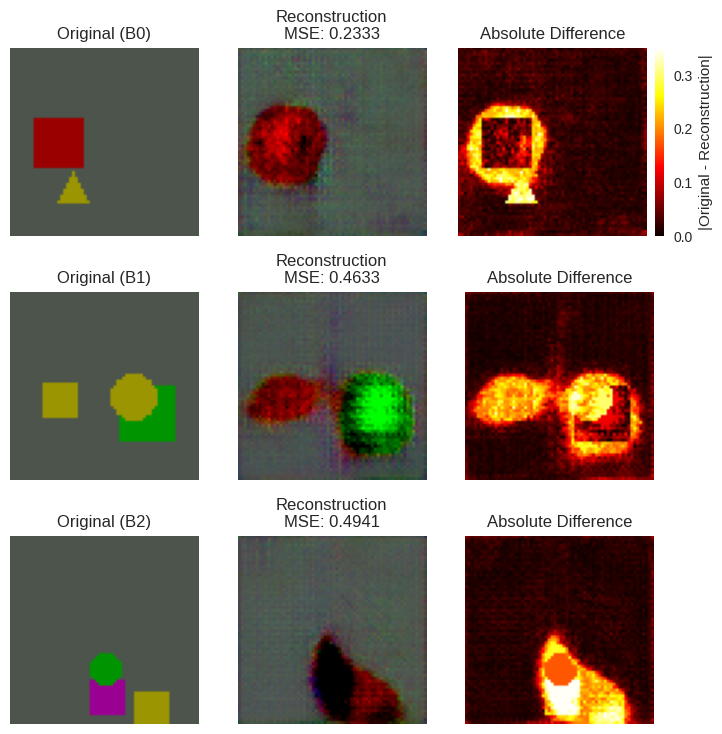 Original (B0)
Reconstruction
MSE: 0.2333
Absolute Difference
0.3
0.2
0.1
0.0
|Original - Reconstruction|
Original (B1)
Reconstruction
MSE: 0.4633
Absolute Difference
Original (B2)
Reconstruction
MSE: 0.4941
Absolute Difference